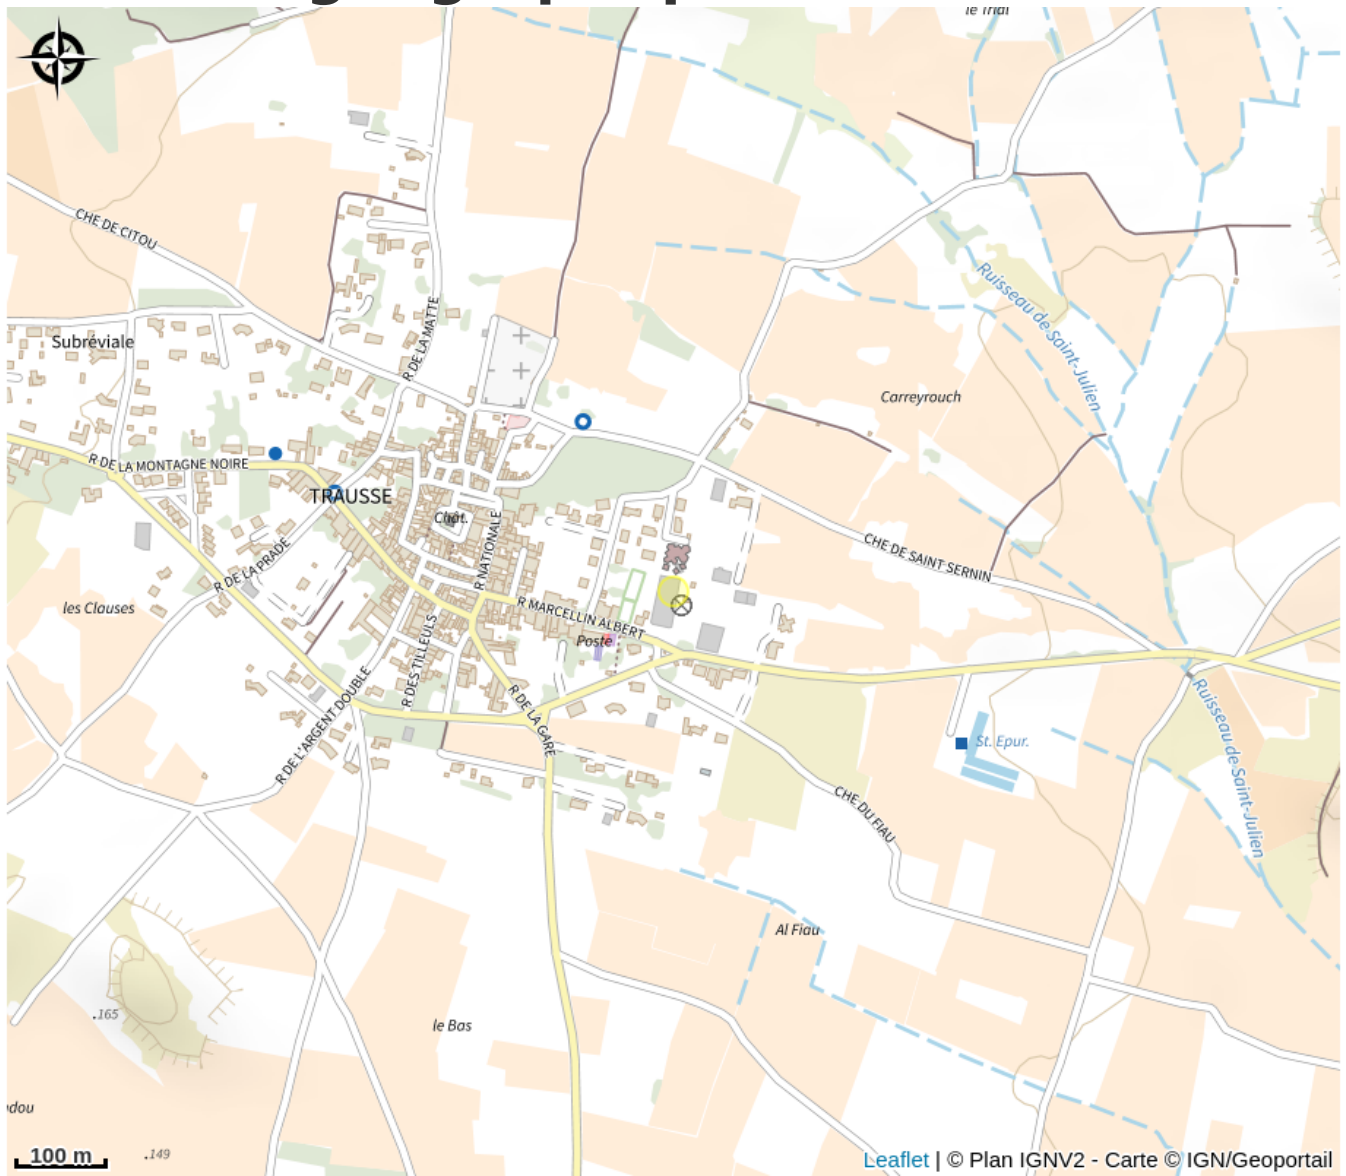 le Trial
CHE DE CITOU
R DE LA MATTE
Ruisseau de Saint-Julien
Subréviale
Carreyrouch
R DE LA MONTAGNE NOIRE
TRAUSSE
Chât.
R NATIONALE
CHE DE SAINT SERNIN
R DE LA PRADE
les Clauses
R MARCELLIN ALBERT
Poste
R DES TILLEULS
R DE L'ARGENT DOUBLE
R DE LA GARE
St. Epur.
Ruisseau de Saint-Julien
CHE DU FIAU
Al Fiau
.165
le Bas
100 m
.149
Leaflet | © Plan IGNV2 - Carte © IGN/Geoportail